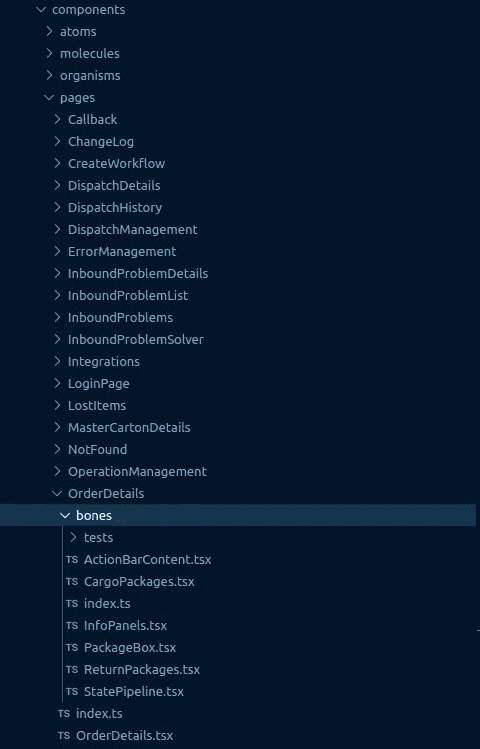 components
atoms
molecules
organisms
pages
Callback
ChangeLog
CreateWorkflow
DispatchDetails
DispatchHistory
DispatchManagement
ErrorManagement
InboundProblemDetails
InboundProblemList
InboundProblems
InboundProblemSolver
Integrations
LoginPage
LostItems
MasterCartonDetails
NotFound
OperationManagement
OrderDetails
bones
tests
TS ActionBarContent.tsx
TS CargoPackages.tsx
TS index.ts
TS InfoPanels.tsx
TS PackageBox.tsx
TS ReturnPackages.tsx
TS StatePipeline.tsx
TS index.ts
TS OrderDetails.tsx